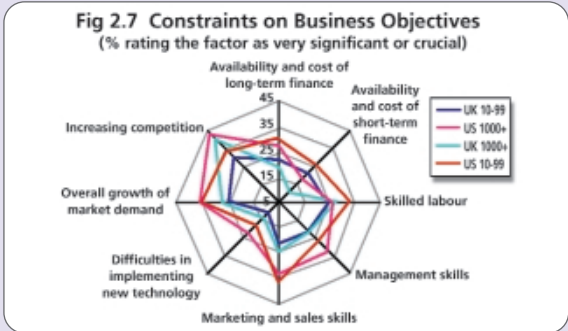 Fig 2.7 Constraints on Business Objectives
(% rating the factor as very significant or crucial)
Availability and cost of
long-term finance
Availability
and cost of
short-term
finance
45
35
25
15
5
Increasing competition
UK 10-99
US 1000+
UK 1000+
US 10-99
Overall growth of
market demand
Skilled labour
Difficulties in
implementing
new technology
Management skills
Marketing and sales skills